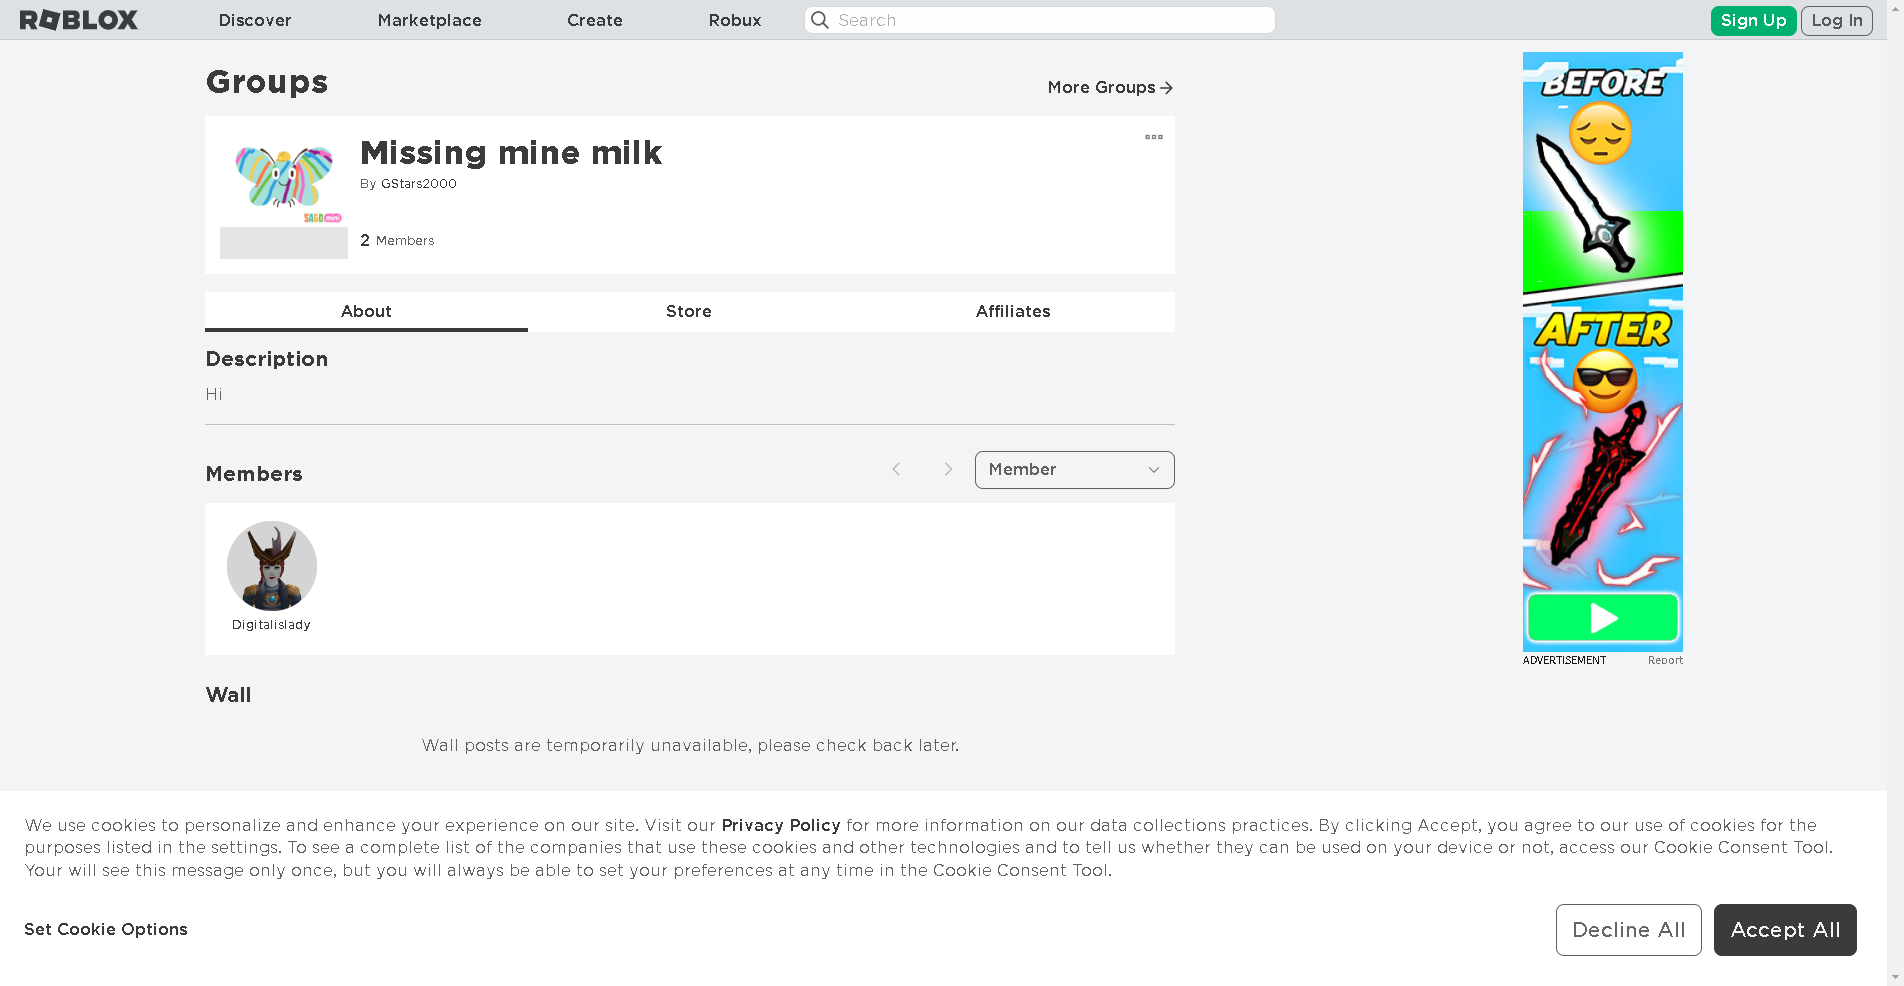 ROBLOX
Discover
Marketplace
Create
Robux
Search
Sign Up
Log In
Groups
More Groups
Missing mine milk
By GStars2000
SAGO mini
2 Members
About
Store
Affiliates
Description
Hi
Members
Member
Digitalislady
Wall
Wall posts are temporarily unavailable, please check back later.
BEFORE
AFTER
ADVERTISEMENT
Report
We use cookies to personalize and enhance your experience on our site. Visit our Privacy Policy for more information on our data collections practices. By clicking Accept, you agree to our use of cookies for the
purposes listed in the settings. To see a complete list of the companies that use these cookies and other technologies and to tell us whether they can be used on your device or not, access our Cookie Consent Tool.
Your will see this message only once, but you will always be able to set your preferences at any time in the Cookie Consent Tool.
Set Cookie Options
Decline All
Accept All